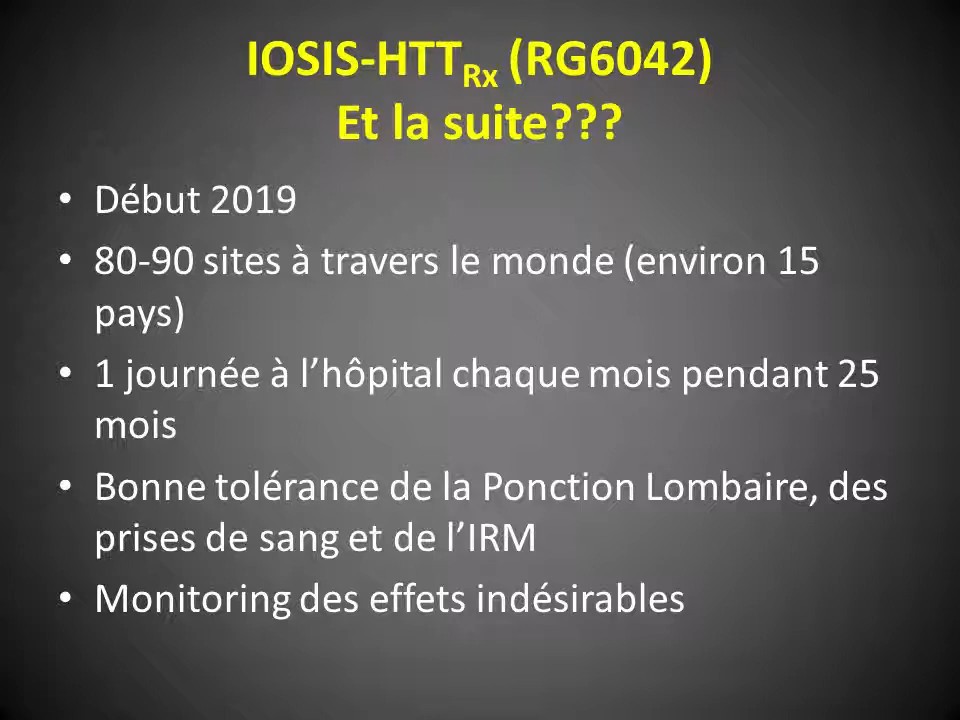 IOSIS-HTTRx (RG6042)
Et la suite???
• Début 2019
• 80-90 sites à travers le monde (environ 15
pays)
• 1 journée à l’hôpital chaque mois pendant 25
mois
• Bonne tolérance de la Ponction Lombaire, des
prises de sang et de l’IRM
• Monitoring des effets indésirables